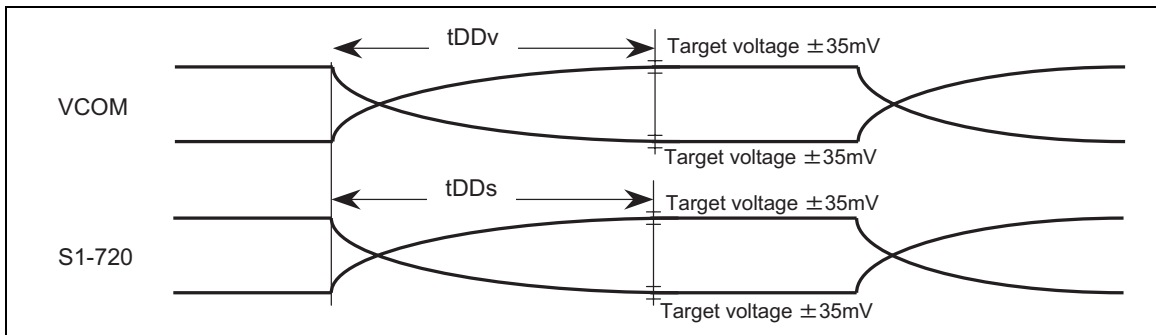 tDDv
Target voltage ±35mV
VCOM
Target voltage ±35mV
tDDs
Target voltage ±35mV
S1-720
Target voltage ±35mV